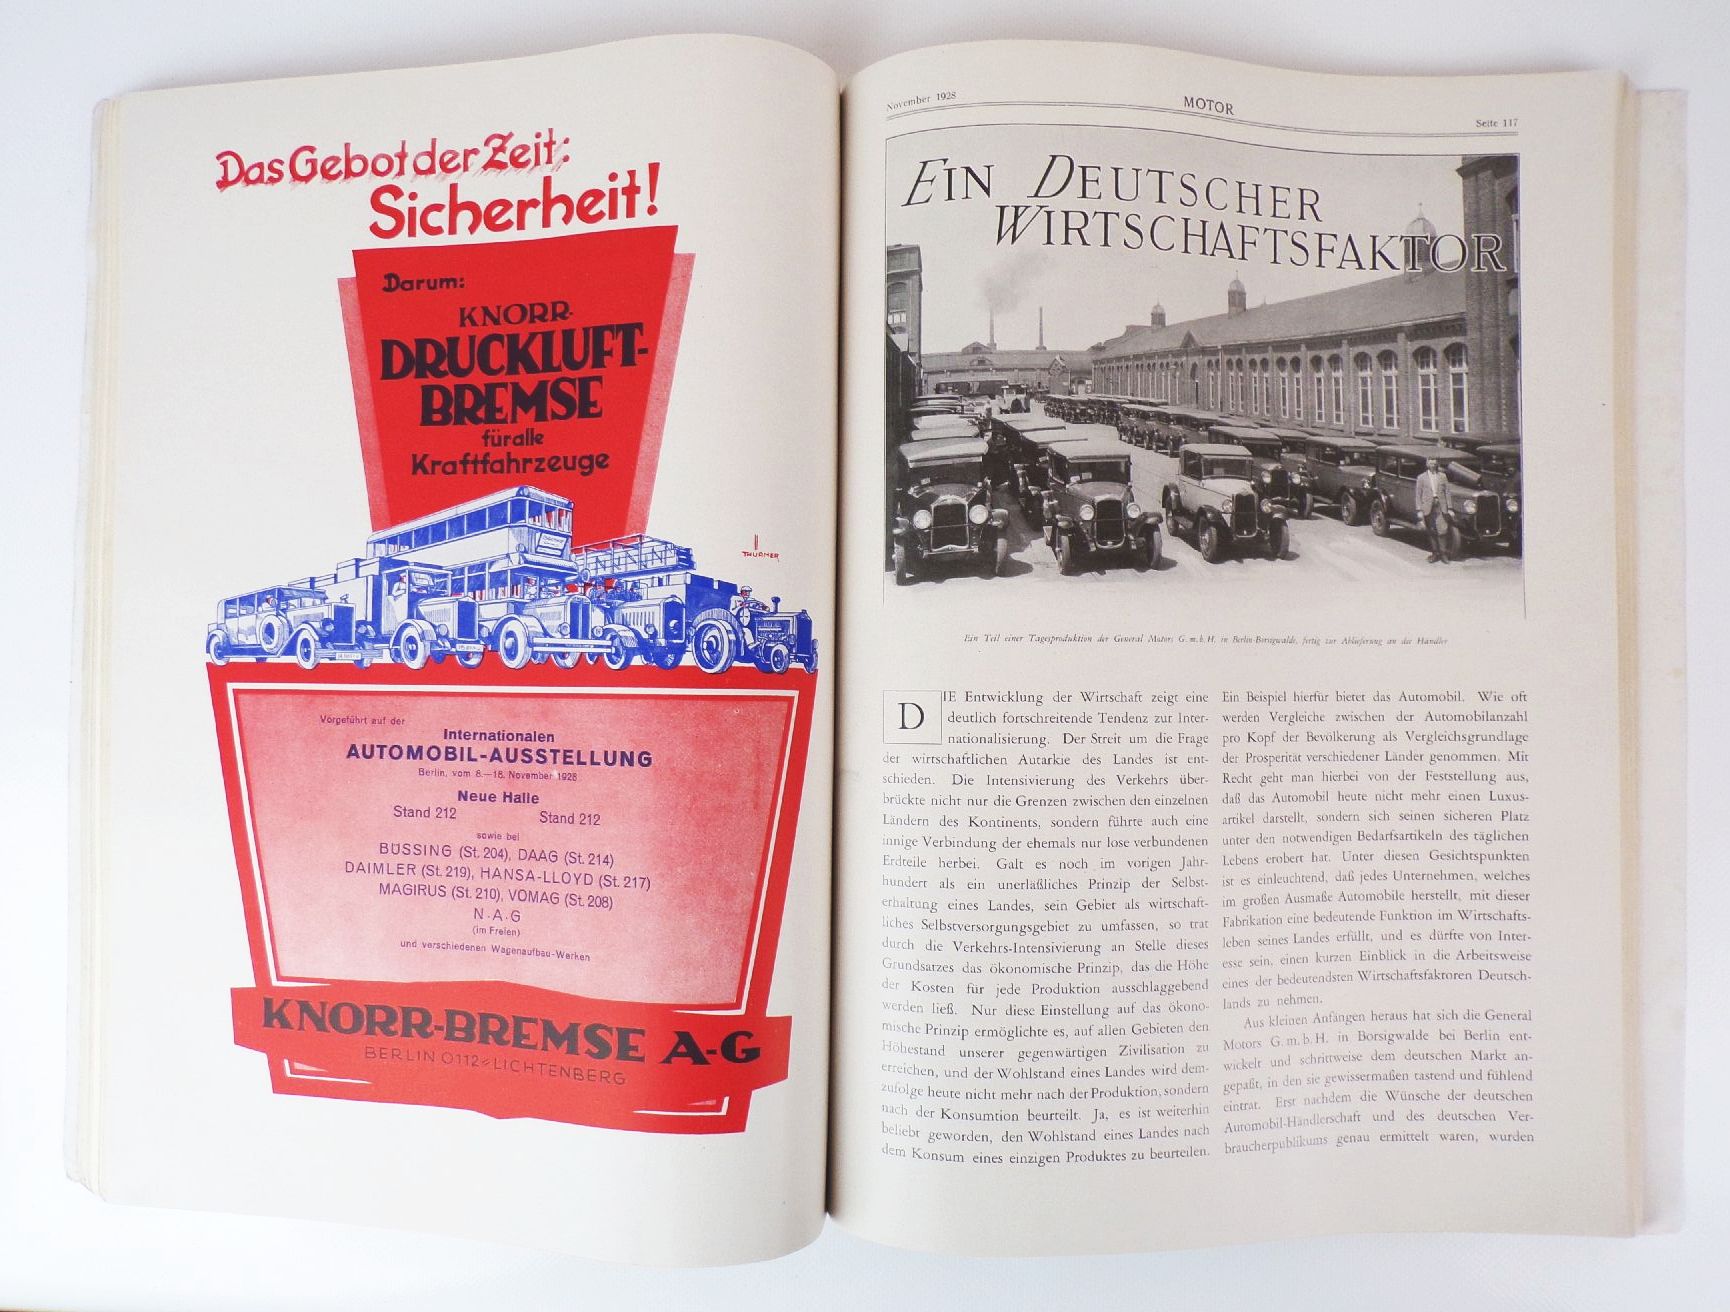 Das Gebot der Zeit:
Sicherheit!
Darum:
KNORR-
DRUCKLUFT-
BREMSE
für alle
Kraftfahrzeuge
THURNER
Vorgeführt auf der
Internationalen
AUTOMOBIL-AUSSTELLUNG
Berlin, vom 8.—18. November 1928
Neue Halle
Stand 212 Stand 212
sowie bei
BÜSSING (St. 204), DAAG (St. 214)
DAIMLER (St. 219), HANSA-LLOYD (St. 217)
MAGIRUS (St. 210), VOMAG (St. 208)
N·A·G
(im Freien)
und verschiedenen Wagenaufbau-Werken
KNORR-BREMSE A-G
BERLIN O112-LICHTENBERG
November 1928
MOTOR
Seite 117
EIN DEUTSCHER
WIRTSCHAFTSFAKTOR
Ein Teil einer Tagesproduktion der General Motors G. m. b. H. in Berlin-Borsigwalde, fertig zur Ablieferung an die Händler
DIE Entwicklung der Wirtschaft zeigt eine
deutlich fortschreitende Tendenz zur Inter-
nationalisierung. Der Streit um die Frage
der wirtschaftlichen Autarkie des Landes ist ent-
schieden. Die Intensivierung des Verkehrs über-
brückte nicht nur die Grenzen zwischen den einzelnen
Ländern des Kontinents, sondern führte auch eine
innige Verbindung der ehemals nur lose verbundenen
Erdteile herbei. Galt es noch im vorigen Jahr-
hundert als ein unerläßliches Prinzip der Selbst-
erhaltung eines Landes, sein Gebiet als wirtschaft-
liches Selbstversorgungsgebiet zu umfassen, so trat
durch die Verkehrs-Intensivierung an Stelle dieses
Grundsatzes das ökonomische Prinzip, das die Höhe
der Kosten für jede Produktion ausschlaggebend
werden ließ. Nur diese Einstellung auf das ökono-
mische Prinzip ermöglichte es, auf allen Gebieten den
Höhestand unserer gegenwärtigen Zivilisation zu
erreichen, und der Wohlstand eines Landes wird dem-
zufolge heute nicht mehr nach der Produktion, sondern
nach der Konsumtion beurteilt. Ja, es ist weiterhin
beliebt geworden, den Wohlstand eines Landes nach
dem Konsum eines einzigen Produktes zu beurteilen.
Ein Beispiel hierfür bietet das Automobil. Wie oft
werden Vergleiche zwischen der Automobilanzahl
pro Kopf der Bevölkerung als Vergleichsgrundlage
der Prosperität verschiedener Länder genommen. Mit
Recht geht man hierbei von der Feststellung aus,
daß das Automobil heute nicht mehr einen Luxus-
artikel darstellt, sondern sich seinen sicheren Platz
unter den notwendigen Bedarfsartikeln des täglichen
Lebens erobert hat. Unter diesen Gesichtspunkten
ist es einleuchtend, daß jedes Unternehmen, welches
im großen Ausmaße Automobile herstellt, mit dieser
Fabrikation eine bedeutende Funktion im Wirtschafts-
leben seines Landes erfüllt, und es dürfte von Inter-
esse sein, einen kurzen Einblick in die Arbeitsweise
eines der bedeutendsten Wirtschaftsfaktoren Deutsch-
lands zu nehmen.
Aus kleinen Anfängen heraus hat sich die General
Motors G. m. b. H. in Borsigwalde bei Berlin ent-
wickelt und schrittweise dem deutschen Markt an-
gepaßt, in den sie gewissermaßen tastend und fühlend
eintrat. Erst nachdem die Wünsche der deutschen
Automobil-Händlerschaft und des deutschen Ver-
braucherpublikums genau ermittelt waren, wurden